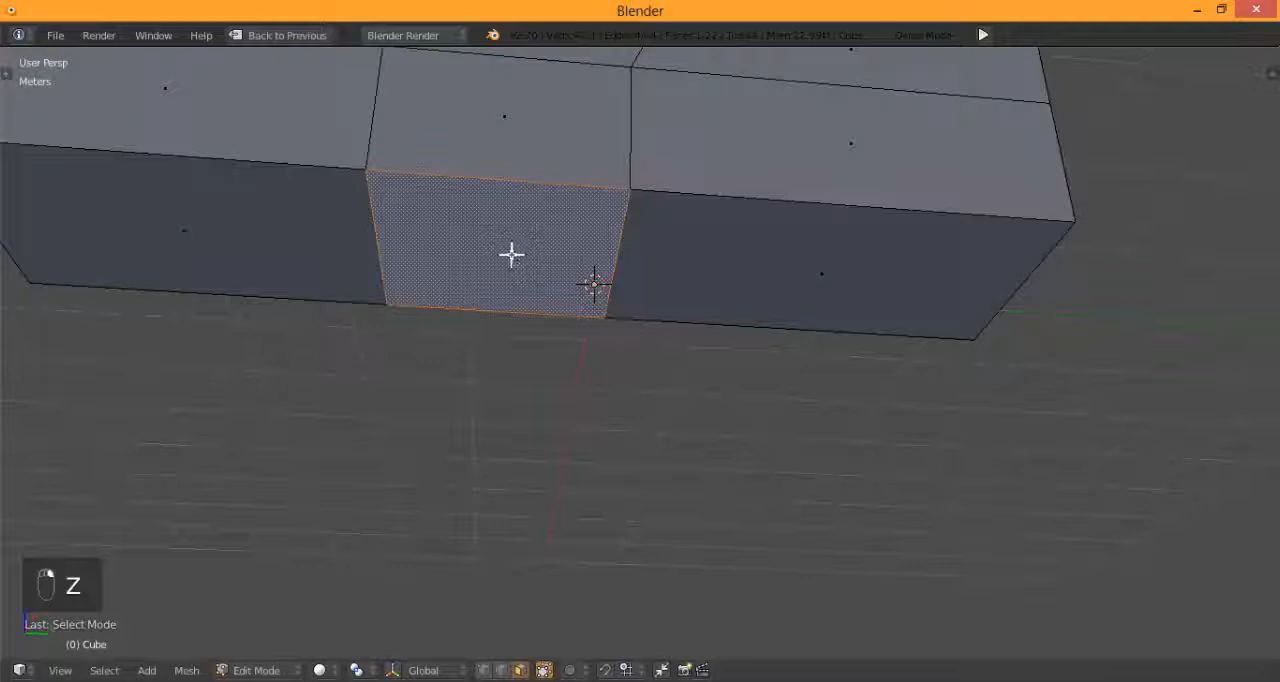 Blender
File Render Window Help Back to Previous Blender Render
User Persp
Meters
Z
Last: Select Mode
(0) Cube
View Select Add Mesh Edit Mode Global